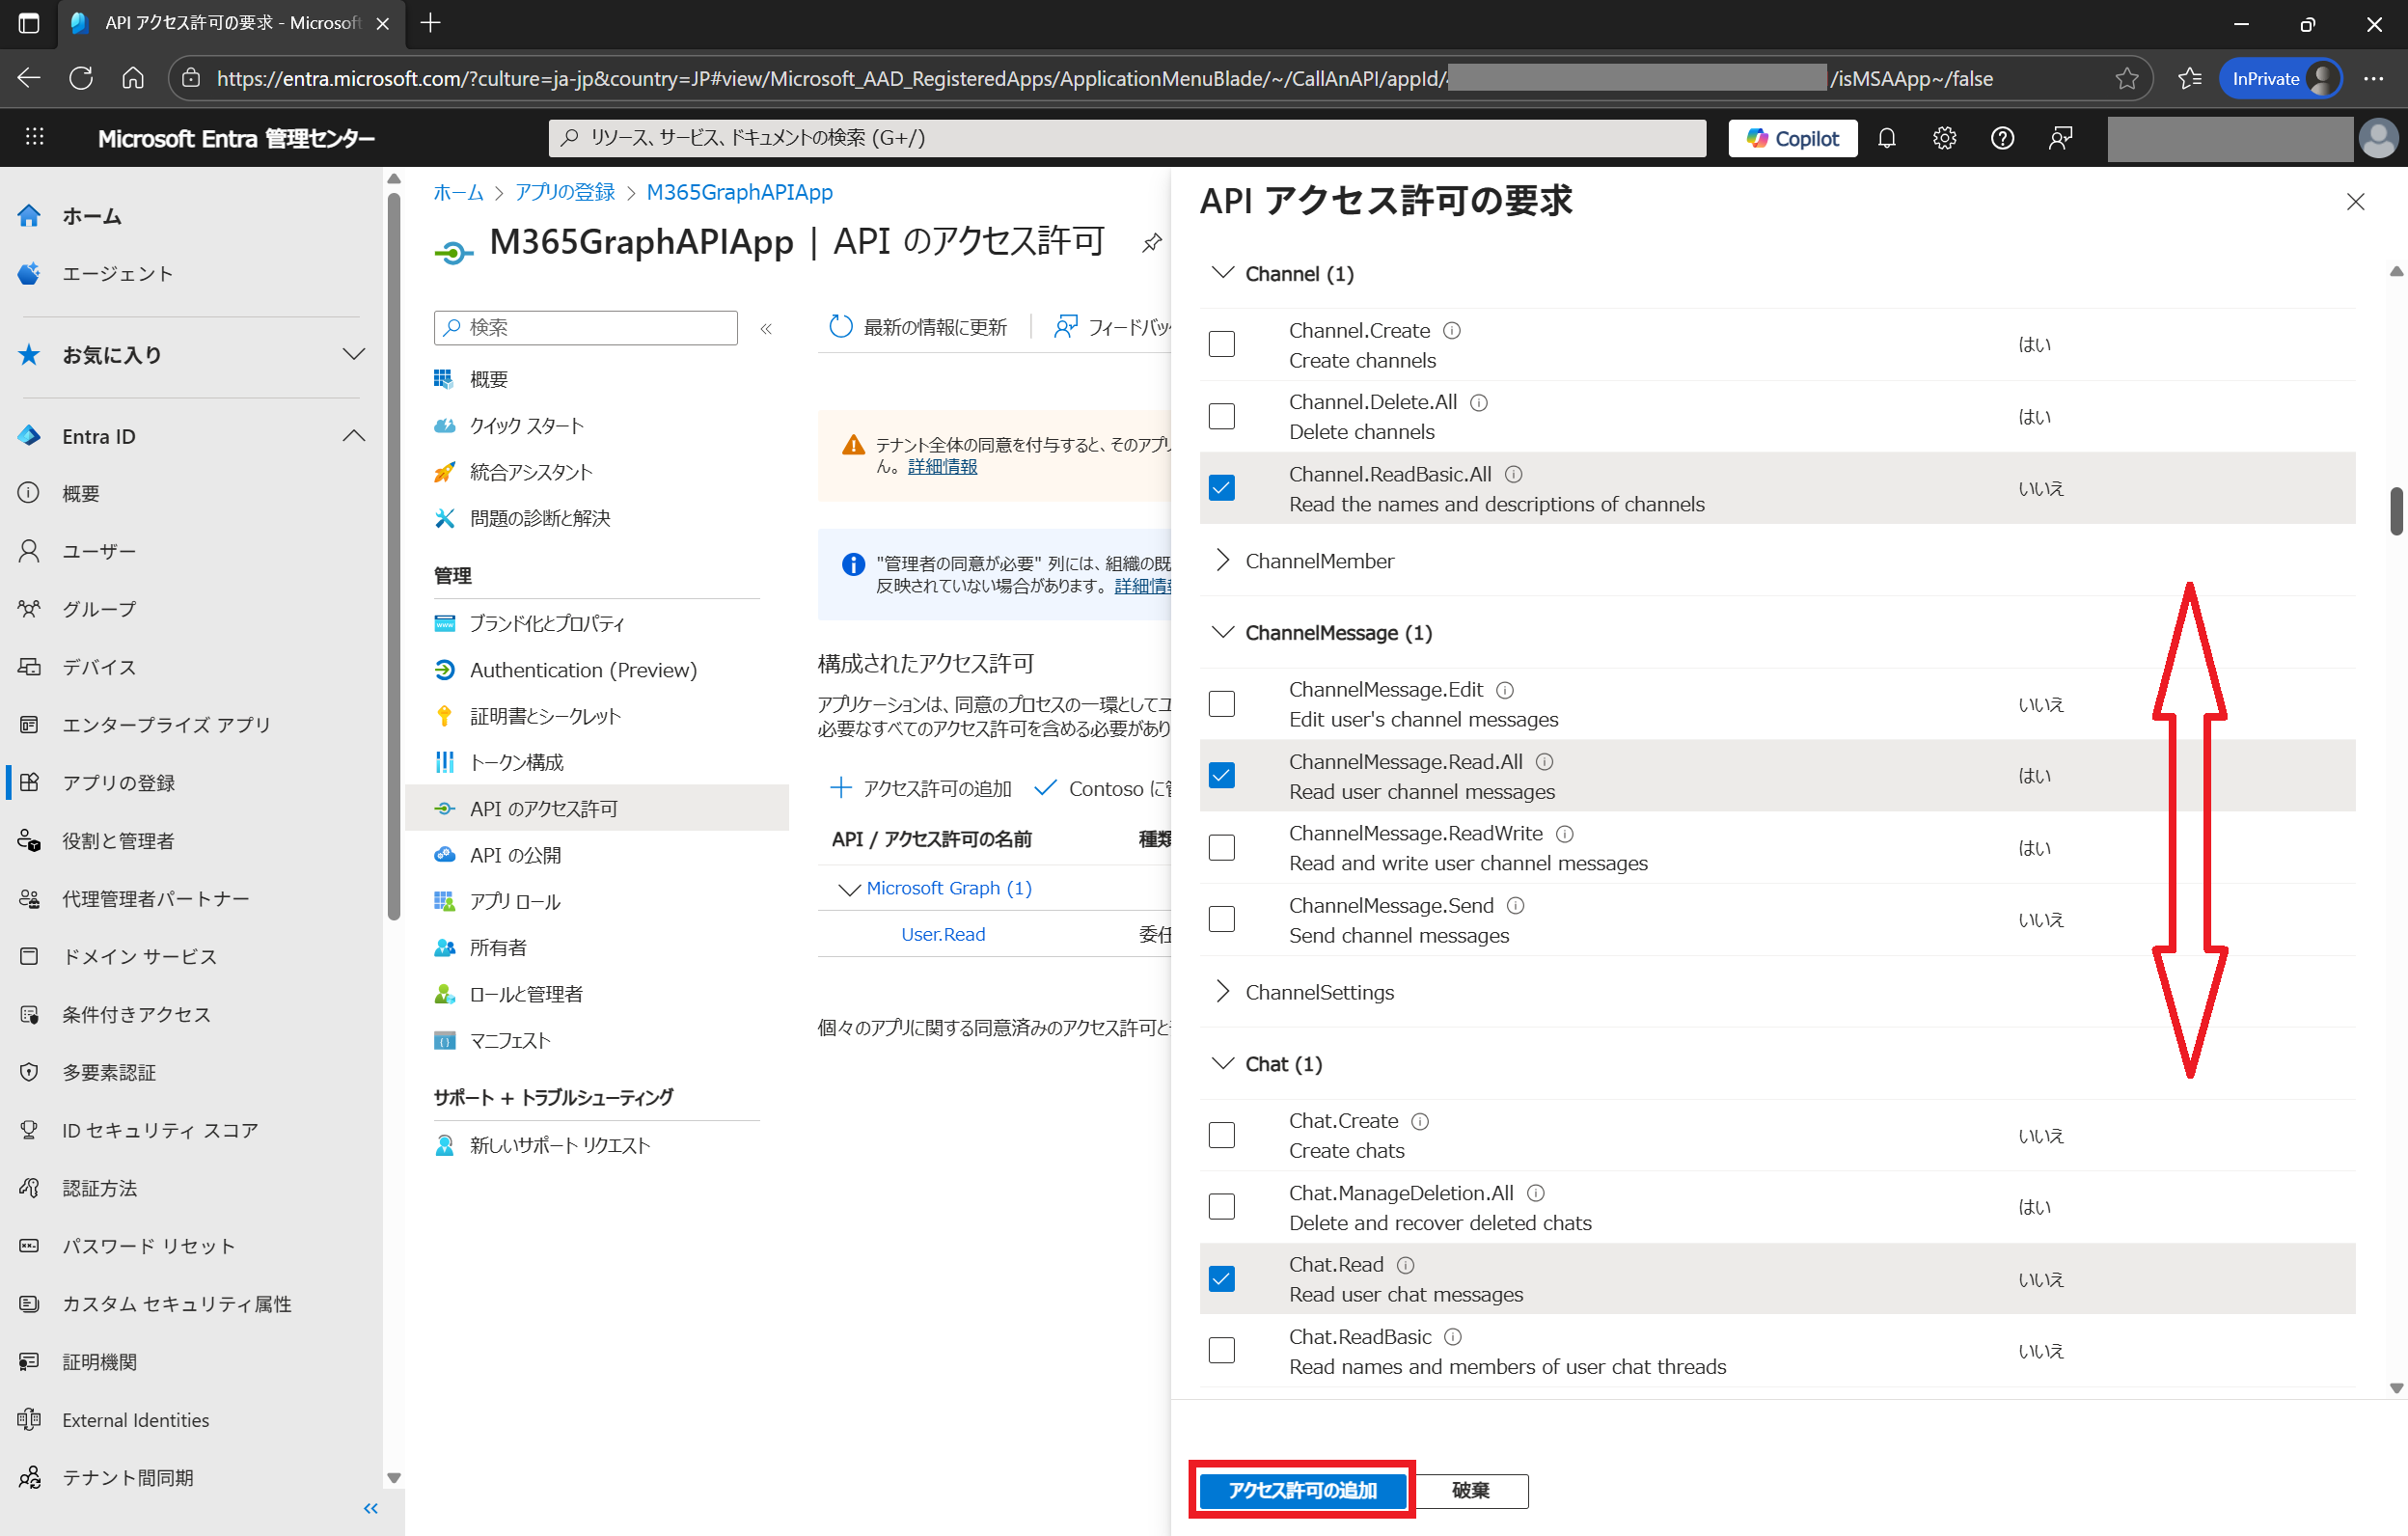 API アクセス許可の要求 - Microsoft
https://entra.microsoft.com/?culture=ja-jp&country=JP#view/Microsoft_AAD_RegisteredApps/ApplicationMenuBlade/~/CallAnAPI/appId/
/isMSAApp~/false
InPrivate
Microsoft Entra 管理センター
リソース、サービス、ドキュメントの検索 (G+/)
Copilot
ホーム
エージェント
お気に入り
Entra ID
概要
ユーザー
グループ
デバイス
エンタープライズ アプリ
アプリの登録
役割と管理者
代理管理者パートナー
ドメイン サービス
条件付きアクセス
多要素認証
ID セキュリティ スコア
認証方法
パスワード リセット
カスタム セキュリティ属性
証明機関
External Identities
テナント間同期
ホーム > アプリの登録 > M365GraphAPIApp
M365GraphAPIApp | API のアクセス許可
検索
概要
クイック スタート
統合アシスタント
問題の診断と解決
管理
ブランド化とプロパティ
Authentication (Preview)
証明書とシークレット
トークン構成
API のアクセス許可
API の公開
アプリ ロール
所有者
ロールと管理者
マニフェスト
サポート + トラブルシューティング
新しいサポート リクエスト
最新の情報に更新
フィードバッ
テナント全体の同意を付与すると、そのアプリ
ん。 詳細情報
"管理者の同意が必要" 列には、組織の既
反映されていない場合があります。 詳細情
構成されたアクセス許可
アプリケーションは、同意のプロセスの一環としてユ
必要なすべてのアクセス許可を含める必要があり
アクセス許可の追加
Contoso に
API / アクセス許可の名前
種類
Microsoft Graph (1)
User.Read
委任
個々のアプリに関する同意済みのアクセス許可と
API アクセス許可の要求
Channel (1)
Channel.Create
Create channels
はい
Channel.Delete.All
Delete channels
はい
Channel.ReadBasic.All
Read the names and descriptions of channels
いいえ
ChannelMember
ChannelMessage (1)
ChannelMessage.Edit
Edit user's channel messages
いいえ
ChannelMessage.Read.All
Read user channel messages
はい
ChannelMessage.ReadWrite
Read and write user channel messages
はい
ChannelMessage.Send
Send channel messages
いいえ
ChannelSettings
Chat (1)
Chat.Create
Create chats
いいえ
Chat.ManageDeletion.All
Delete and recover deleted chats
はい
Chat.Read
Read user chat messages
いいえ
Chat.ReadBasic
Read names and members of user chat threads
いいえ
アクセス許可の追加
破棄